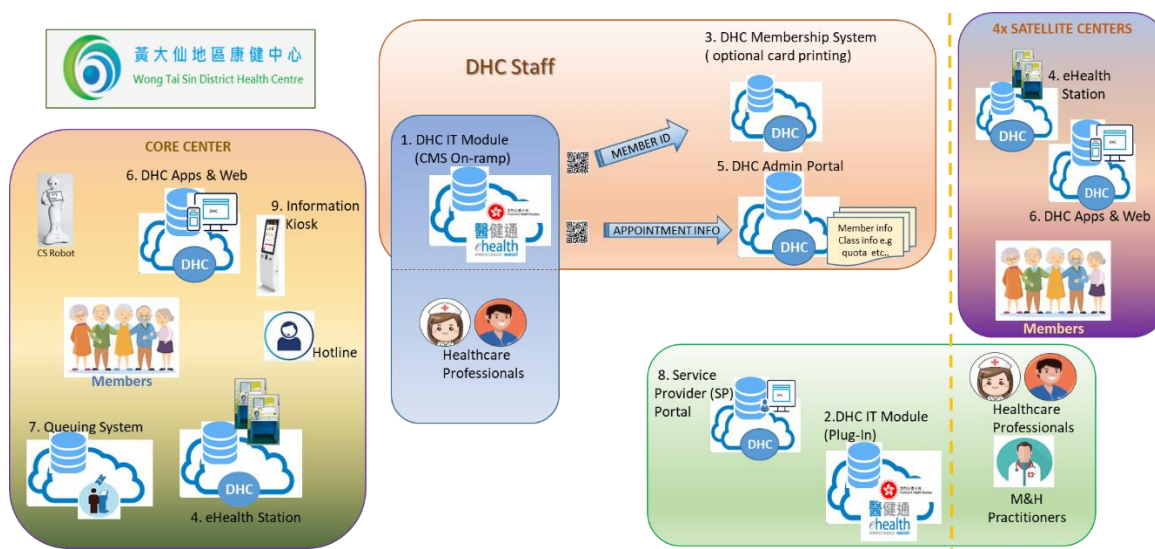 黃大仙地區康健中心
Wong Tai Sin District Health Centre
CORE CENTER
6. DHC Apps & Web
DHC
DHC
CS Robot
9. Information
Kiosk
Members
Hotline
7. Queuing System
DHC
4. eHealth Station
DHC Staff
1. DHC IT Module
(CMS On-ramp)
醫健通
ehealth
Healthcare
Professionals
MEMBER ID
APPOINTMENT INFO
3. DHC Membership System
( optional card printing)
DHC
5. DHC Admin Portal
DHC
Member info
Class info e.g
quota etc..
4x SATELLITE CENTERS
4. eHealth
Station
DHC
DHC
DHC
6. DHC Apps & Web
Members
8. Service
Provider (SP)
Portal
DHC
2.DHC IT Module
(Plug-In)
醫健通
ehealth
Healthcare
Professionals
M&H
Practitioners